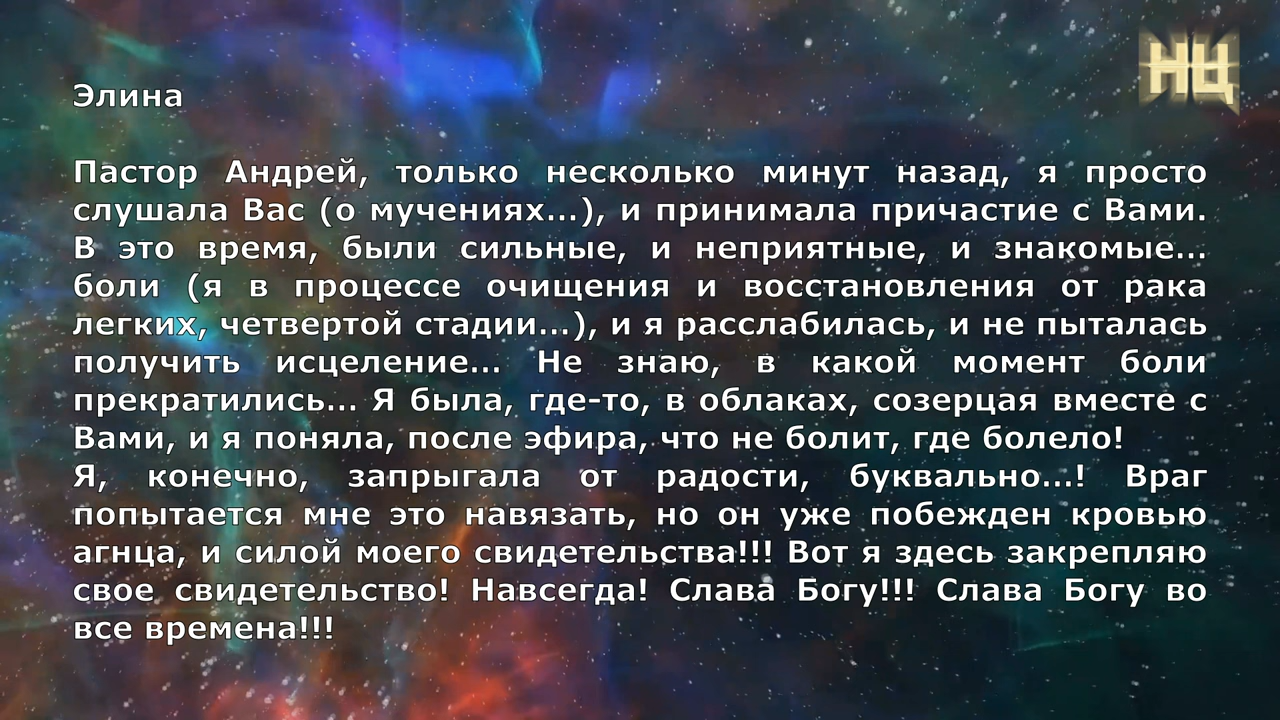 НЦ
Элина
Пастор Андрей, только несколько минут назад, я просто
слушала Вас (о мучениях...), и принимала причастие с Вами.
В это время, были сильные, и неприятные, и знакомые...
боли (я в процессе очищения и восстановления от рака
легких, четвертой стадии...), и я расслабилась, и не пыталась
получить исцеление... Не знаю, в какой момент боли
прекратились... Я была, где-то, в облаках, созерцая вместе с
Вами, и я поняла, после эфира, что не болит, где болело!
Я, конечно, запрыгала от радости, буквально...! Враг
попытается мне это навязать, но он уже побежден кровью
агнца, и силой моего свидетельства!!! Вот я здесь закрепляю
свое свидетельство! Навсегда! Слава Богу!!! Слава Богу во
все времена!!!